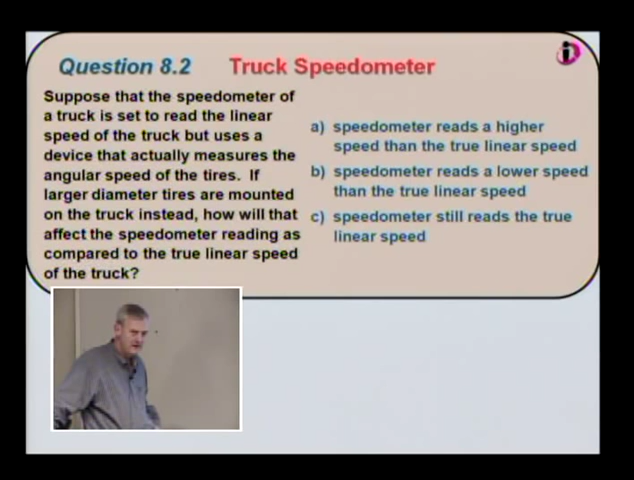 Question 8.2 Truck Speedometer
Suppose that the speedometer of
a truck is set to read the linear
speed of the truck but uses a
device that actually measures the
angular speed of the tires. If
larger diameter tires are mounted
on the truck instead, how will that
affect the speedometer reading as
compared to the true linear speed
of the truck?
a) speedometer reads a higher
speed than the true linear speed
b) speedometer reads a lower speed
than the true linear speed
c) speedometer still reads the true
linear speed